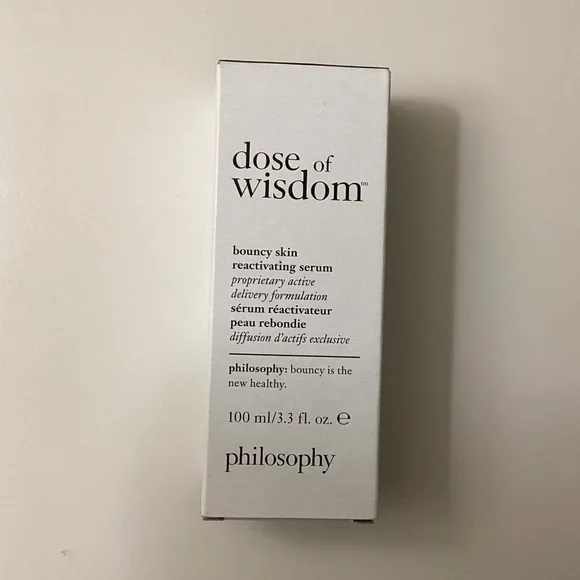 dose of
wisdom™
bouncy skin
reactivating serum
proprietary active
delivery formulation
sérum réactivateur
peau rebondie
diffusion d'actifs exclusive
philosophy: bouncy is the
new healthy.
100 ml/3.3 fl. oz. ℮
philosophy